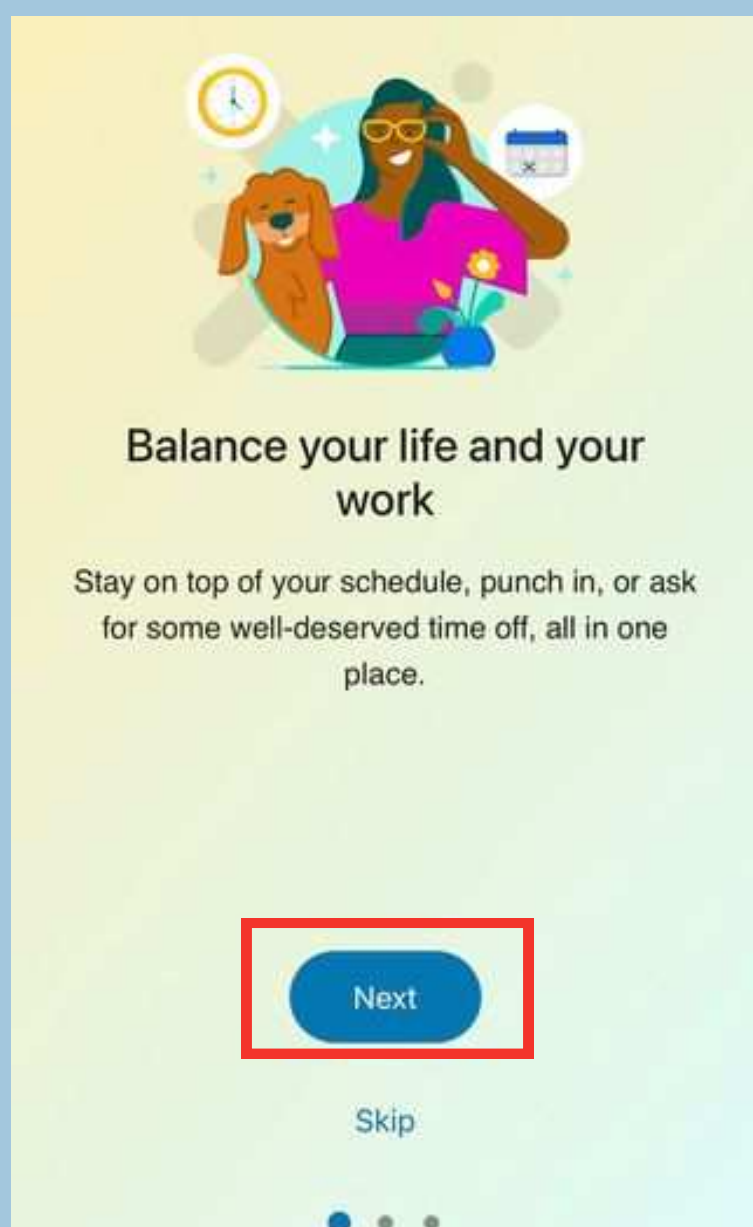 Balance your life and your
work
Stay on top of your schedule, punch in, or ask
for some well-deserved time off, all in one
place.
Next
Skip